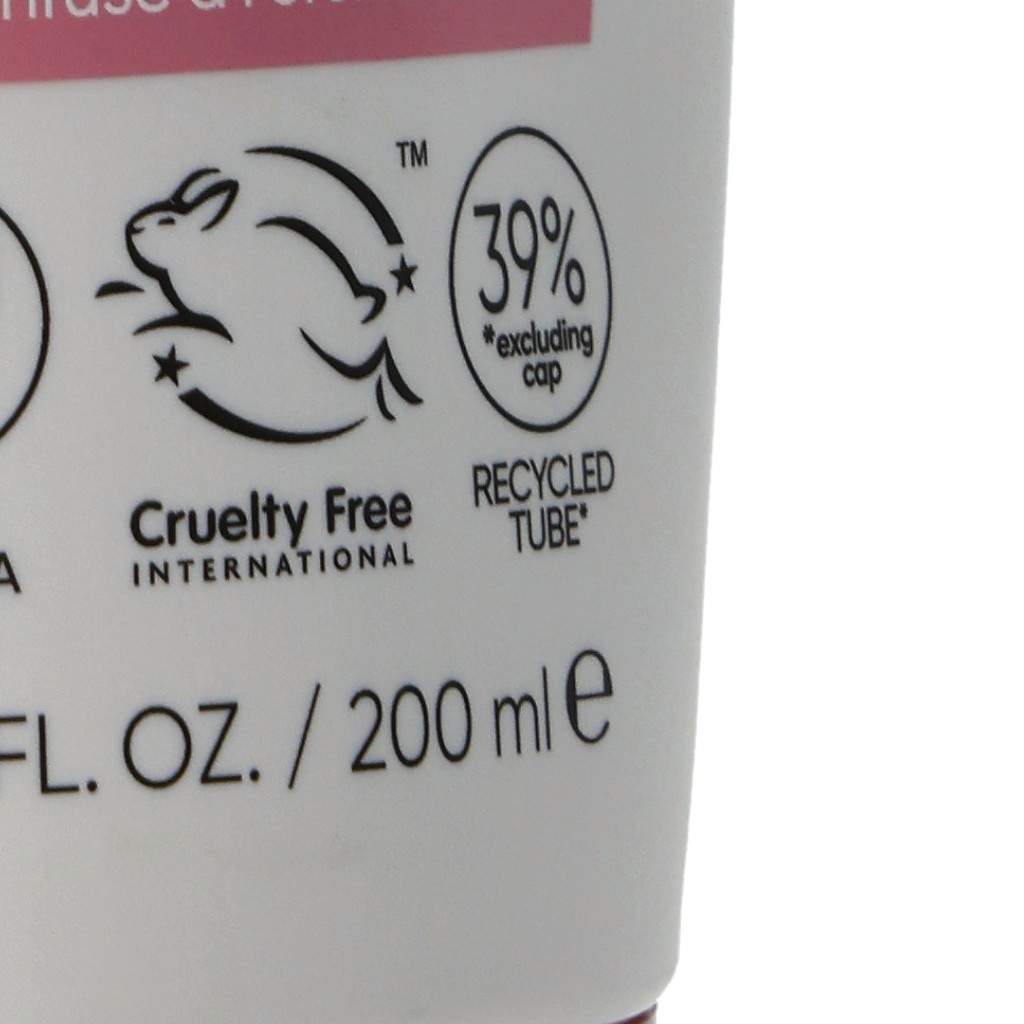 TM
39%
*excluding
cap
Cruelty Free
INTERNATIONAL
RECYCLED
TUBE*
A
FL. OZ. / 200 ml e